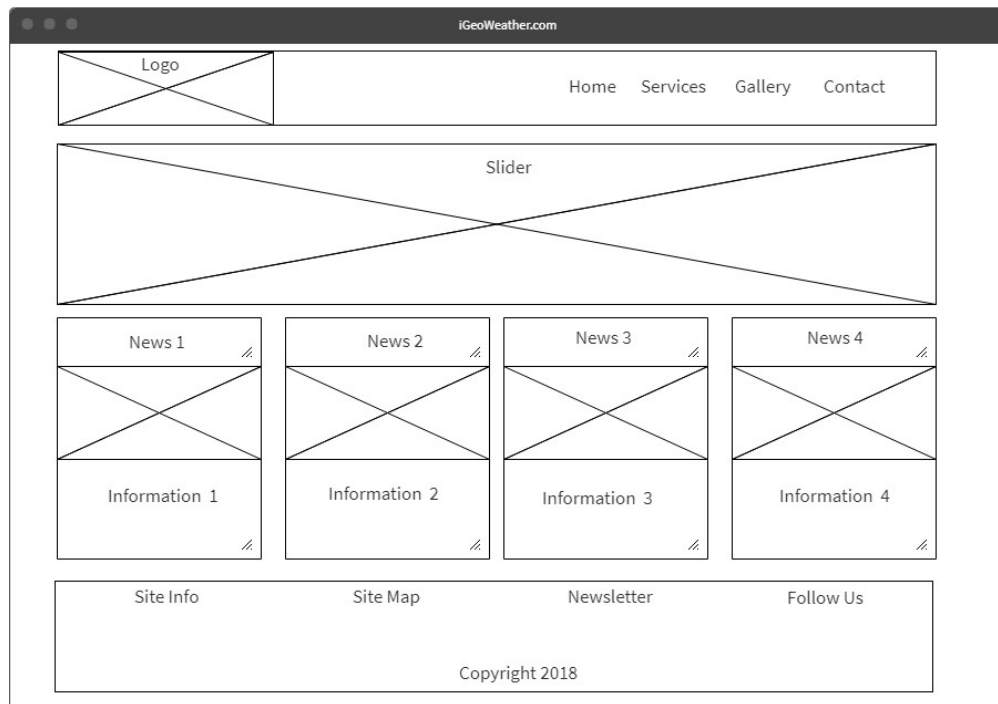 iGeoWeather.com
Logo
Home Services Gallery Contact
Slider
News 1 News 2 News 3 News 4
Information 1 Information 2 Information 3 Information 4
Site Info Site Map Newsletter Follow Us
Copyright 2018